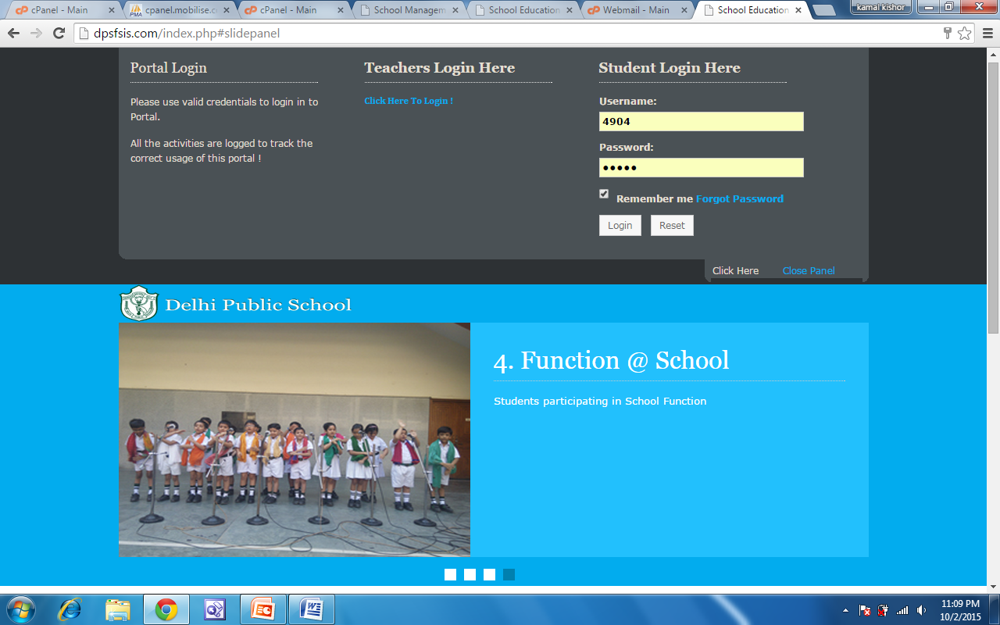 cPanel - Main
cpanel.mobilise.c
cPanel - Main
School Managem
School Education
Webmail - Main
School Education
kamal kishor
dpsfsis.com/index.php#slidepanel
Portal Login
Please use valid credentials to login in to
Portal.
All the activities are logged to track the
correct usage of this portal !
Teachers Login Here
Click Here To Login !
Student Login Here
Username:
4904
Password:
•••••
Remember me Forgot Password
Login
Reset
Click Here
Close Panel
Delhi Public School
4. Function @ School
Students participating in School Function
11:09 PM
10/2/2015